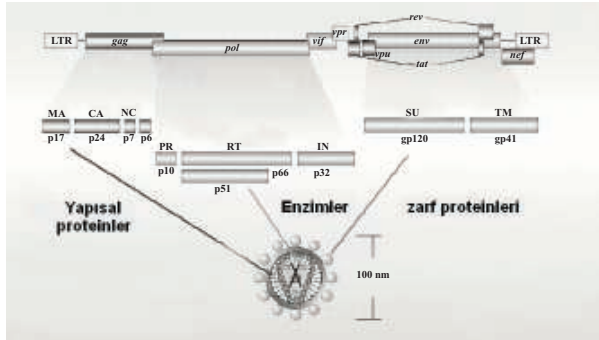 rev
LTR gag pol vif vpr env LTR
vpu tat nef
MA CA NC SU TM
p17 p24 p7 p6 gp120 gp41
PR RT IN
p10 p66 p32
p51
Yapısal
proteinler
Enzimler
zarf proteinleri
100 nm